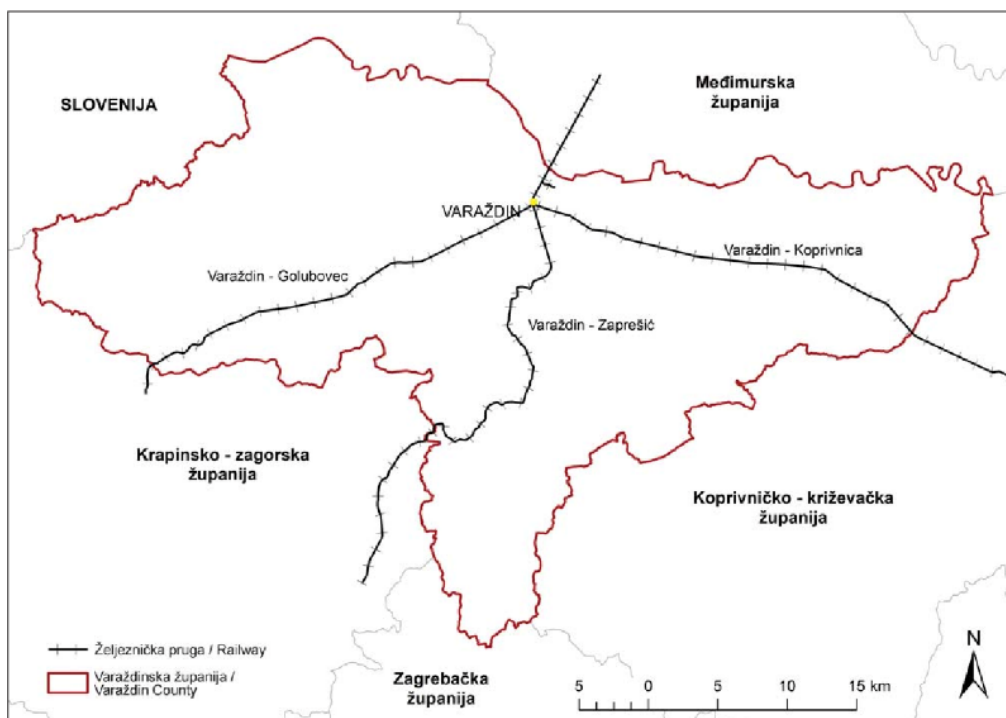 SLOVENIJA
Međimurska
županija
VARAŽDIN
Varaždin - Koprivnica
Varaždin - Golubovec
Varaždin - Zaprešić
Krapinsko - zagorska
županija
Koprivničko - križevačka
županija
Željeznička pruga / Railway
Varaždinska županija /
Varaždin County
Zagrebačka
županija
N
5 0 5 10 15 km